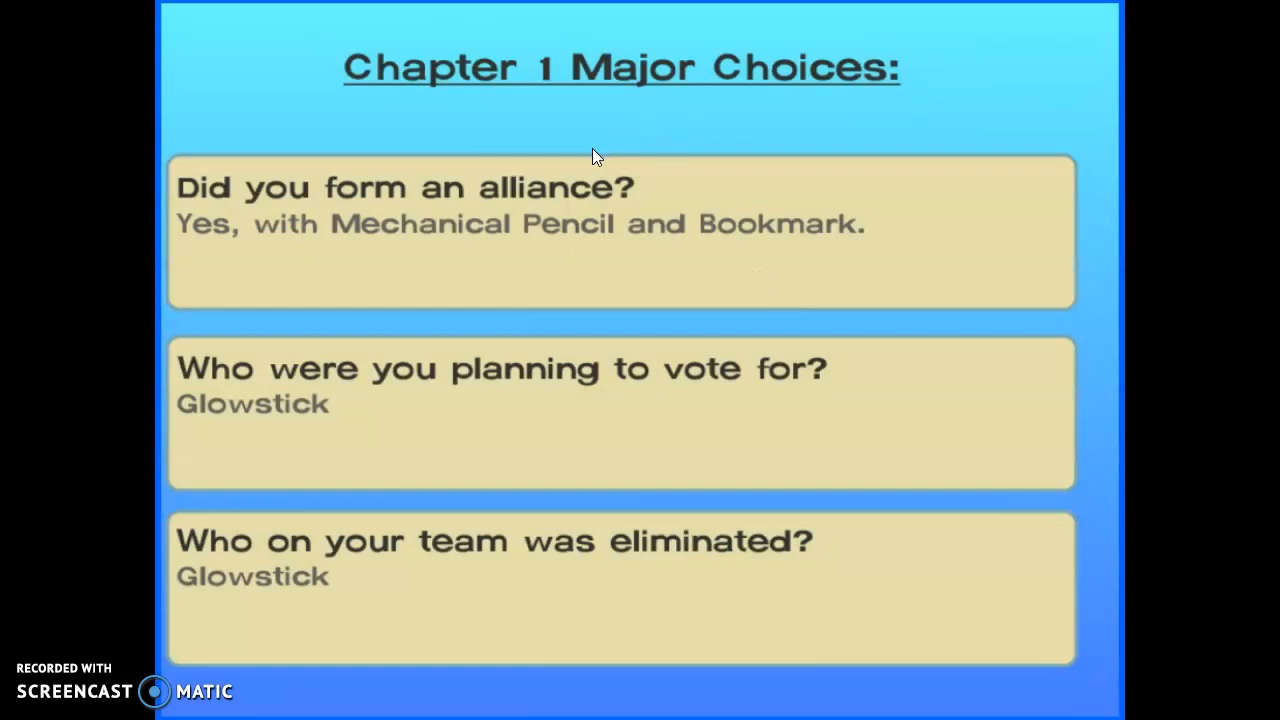 Chapter 1 Major Choices:
Did you form an alliance?
Yes, with Mechanical Pencil and Bookmark.
Who were you planning to vote for?
Glowstick
Who on your team was eliminated?
Glowstick
RECORDED WITH
SCREENCAST MATIC